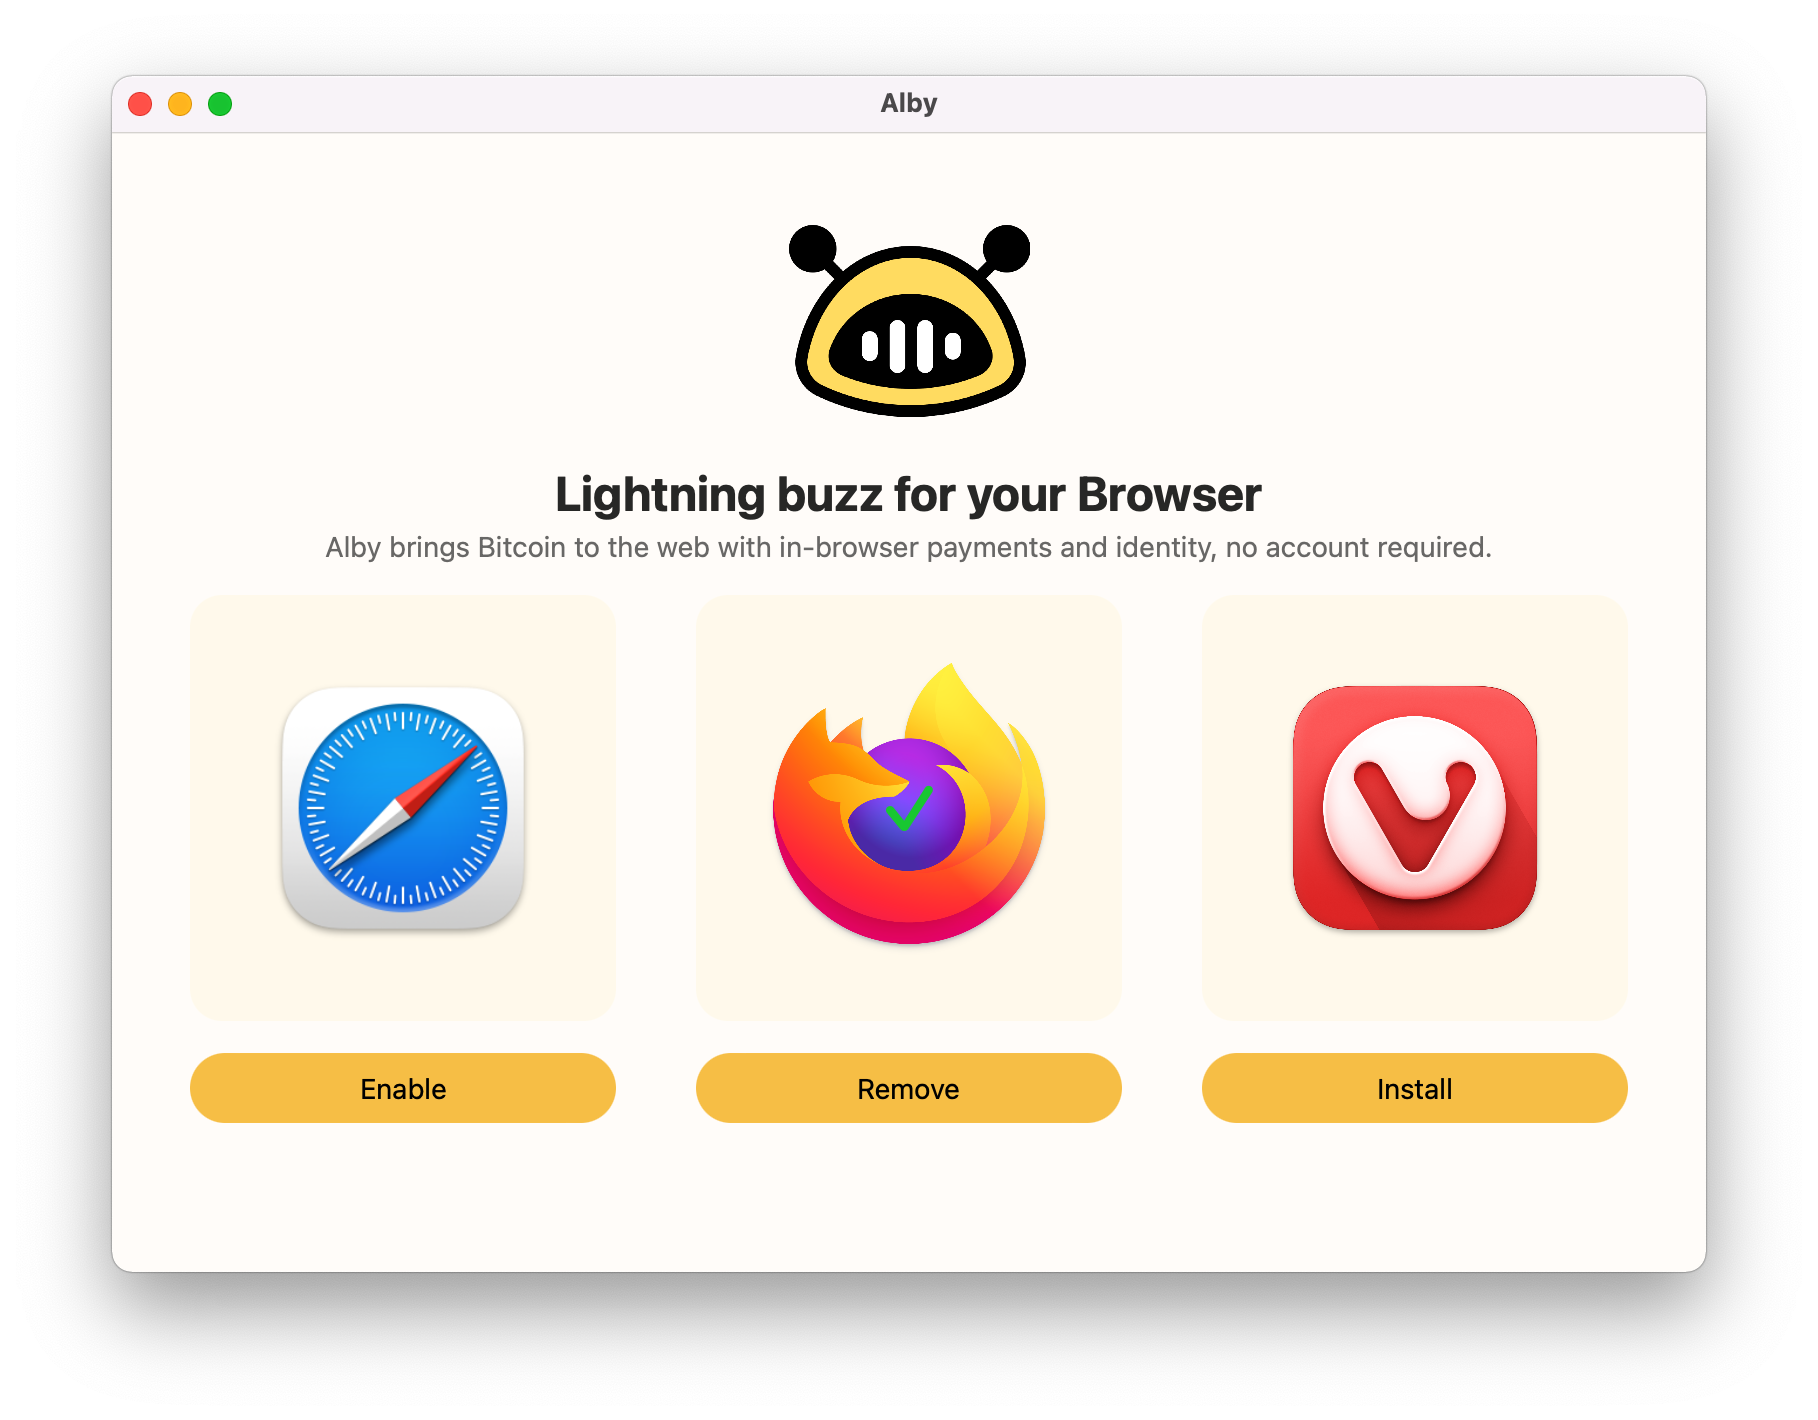 Alby
Lightning buzz for your Browser
Alby brings Bitcoin to the web with in-browser payments and identity, no account required.
Enable
Remove
Install